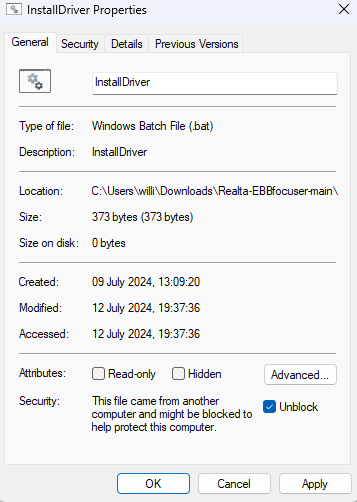 InstallDriver Properties
General Security Details Previous Versions
InstallDriver
Type of file: Windows Batch File (.bat)
Description: InstallDriver
Location: C:\Users\willi\Downloads\Realta-EBBfocuser-main\
Size: 373 bytes (373 bytes)
Size on disk: 0 bytes
Created: 09 July 2024, 13:09:20
Modified: 12 July 2024, 19:37:36
Accessed: 12 July 2024, 19:37:36
Attributes: Read-only Hidden Advanced...
Security: This file came from another
computer and might be blocked to
help protect this computer.
Unblock
OK Cancel Apply